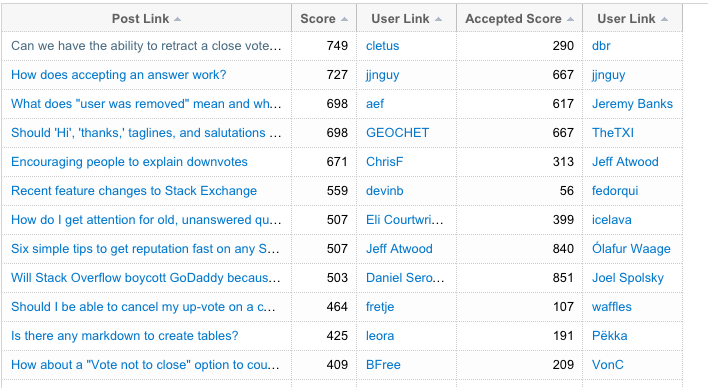 Post Link Score User Link Accepted Score User Link
Can we have the ability to retract a close vote... 749 cletus 290 dbr
How does accepting an answer work? 727 jjnguy 667 jjnguy
What does "user was removed" mean and wh... 698 aef 617 Jeremy Banks
Should 'Hi', 'thanks,' taglines, and salutations ... 698 GEOCHET 667 TheTXI
Encouraging people to explain downvotes 671 ChrisF 313 Jeff Atwood
Recent feature changes to Stack Exchange 559 devinb 56 fedorqui
How do I get attention for old, unanswered qu... 507 Eli Courtwri... 399 icelava
Six simple tips to get reputation fast on any S... 507 Jeff Atwood 840 Ólafur Waage
Will Stack Overflow boycott GoDaddy becaus... 503 Daniel Sero... 851 Joel Spolsky
Should I be able to cancel my up-vote on a c... 464 fretje 107 waffles
Is there any markdown to create tables? 425 leora 191 Pëkka
How about a "Vote not to close" option to cou... 409 BFree 209 VonC